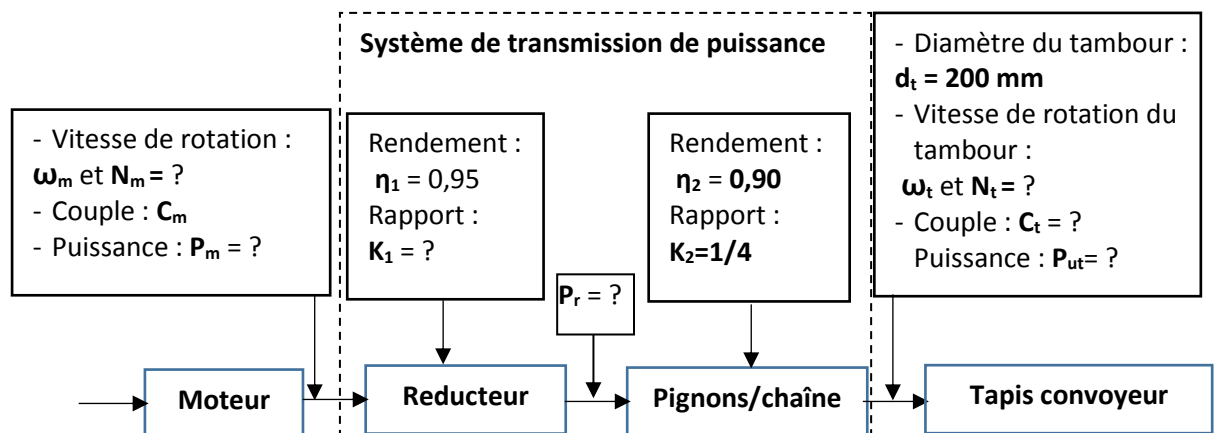 Système de transmission de puissance
- Vitesse de rotation :
ωₘ et Nₘ = ?
- Couple : Cₘ
- Puissance : Pₘ = ?
Rendement :
η₁ = 0,95
Rapport :
K₁ = ?
Pᵣ = ?
Rendement :
η₂ = 0,90
Rapport :
K₂=1/4
- Diamètre du tambour :
dₜ = 200 mm
- Vitesse de rotation du
tambour :
ωₜ et Nₜ = ?
- Couple : Cₜ = ?
Puissance : Pᵤₜ= ?
Moteur
Reducteur
Pignons/chaîne
Tapis convoyeur